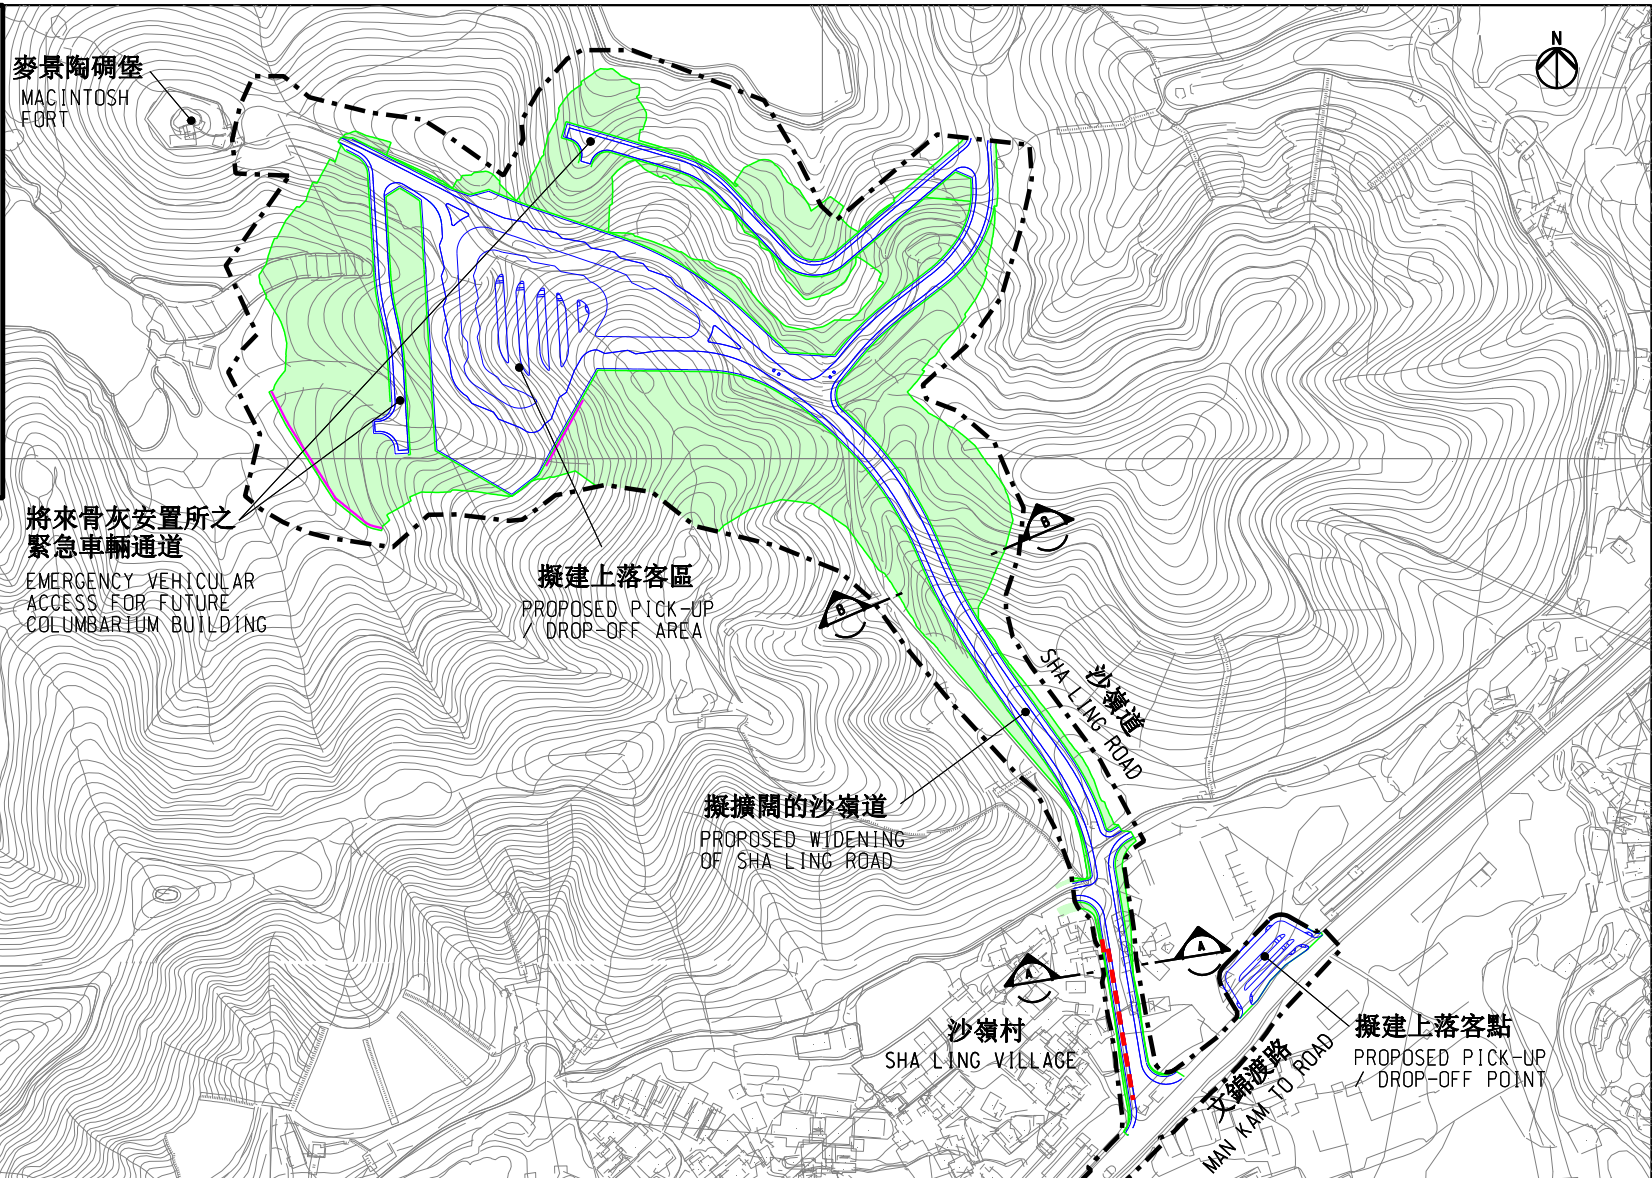 N
麥景陶碉堡
MACINTOSH
FORT
將來骨灰安置所之
緊急車輛通道
EMERGENCY VEHICULAR
ACCESS FOR FUTURE
COLUMBARIUM BUILDING
擬建上落客區
PROPOSED PICK-UP
/ DROP-OFF AREA
B
B
沙嶺道
SHA LING ROAD
擬擴闊的沙嶺道
PROPOSED WIDENING
OF SHA LING ROAD
A
A
沙嶺村
SHA LING VILLAGE
文錦渡路
MAN KAM TO ROAD
擬建上落客點
PROPOSED PICK-UP
/ DROP-OFF POINT